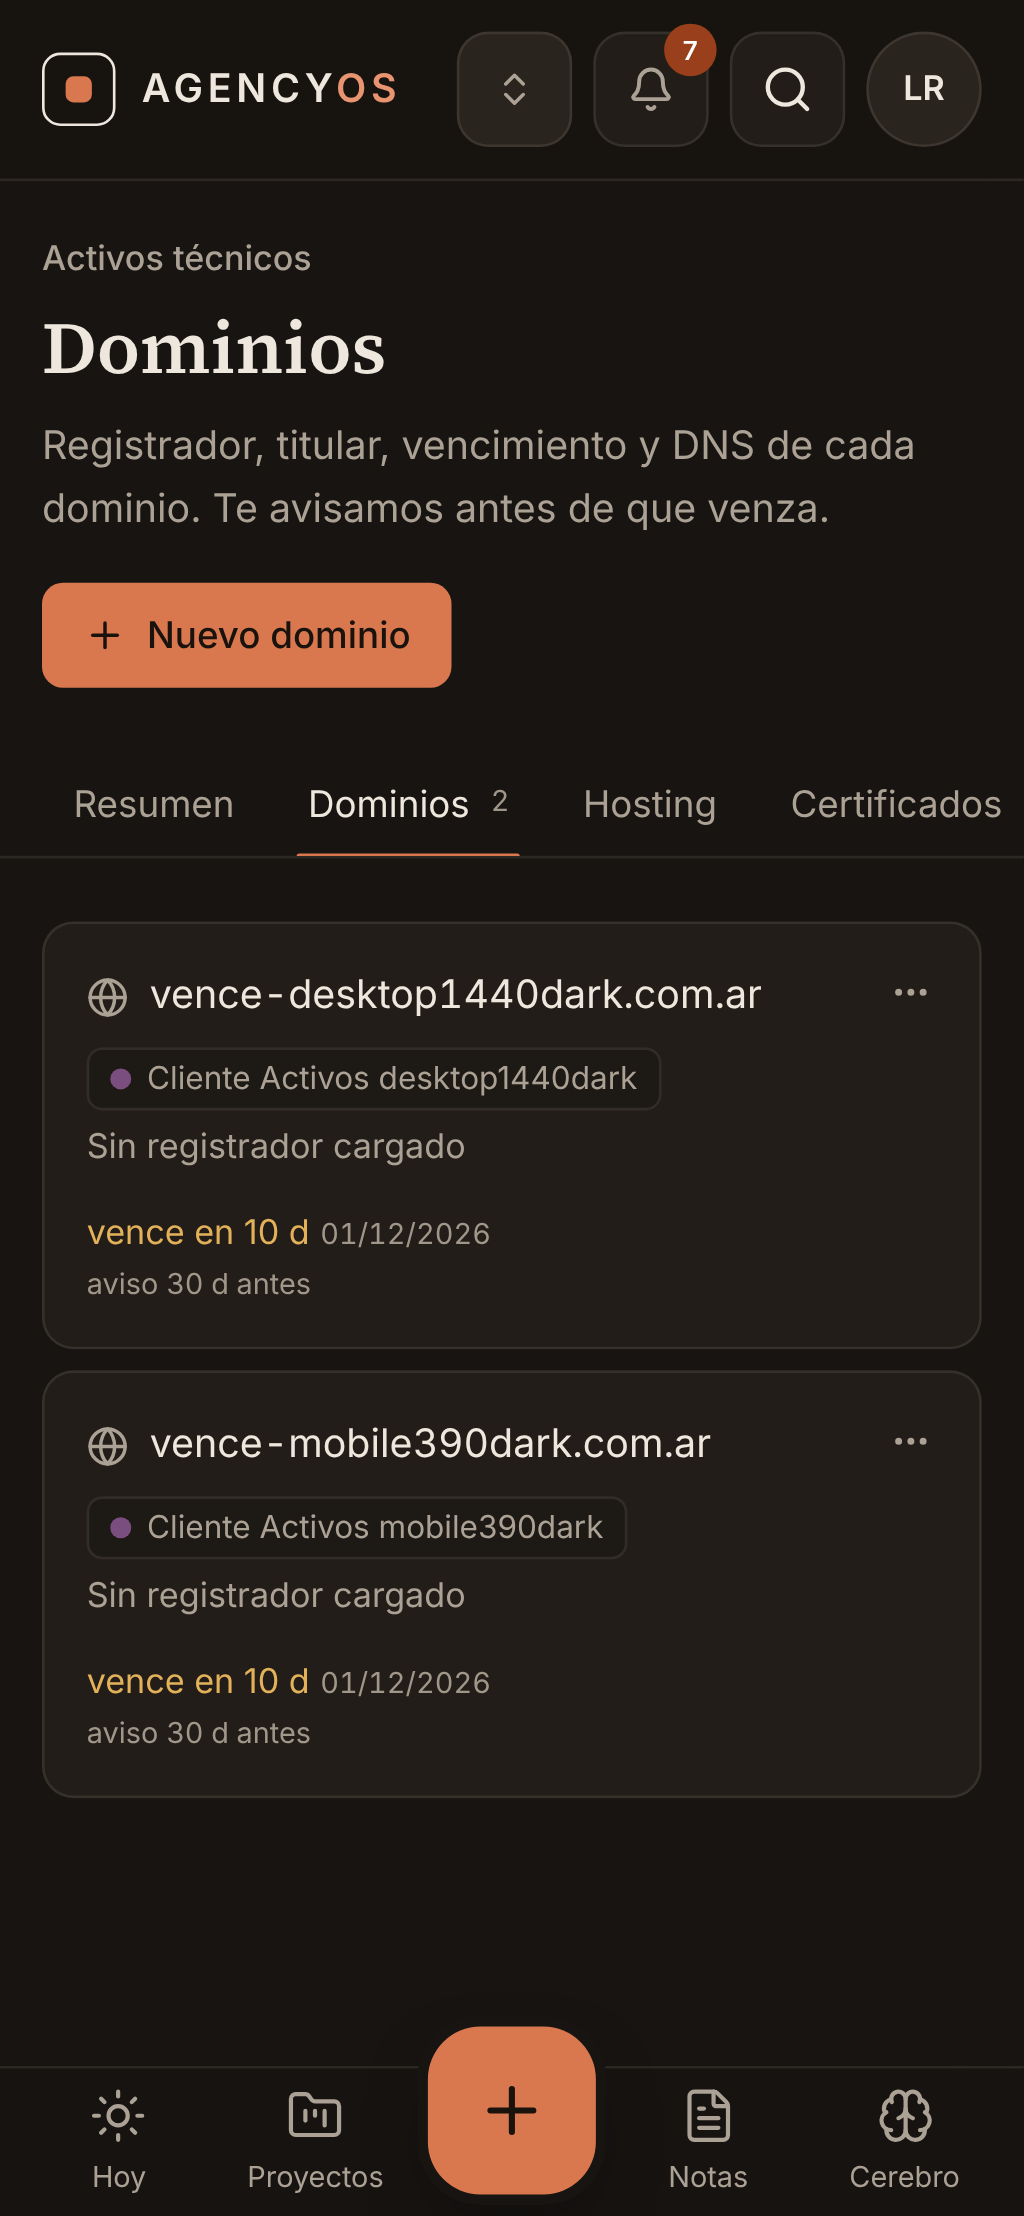 AGENCYOS
7
LR
Activos técnicos
Dominios
Registrador, titular, vencimiento y DNS de cada
dominio. Te avisamos antes de que venza.
Nuevo dominio
Resumen Dominios 2 Hosting Certificados
vence-desktop1440dark.com.ar
Cliente Activos desktop1440dark
Sin registrador cargado
vence en 10 d 01/12/2026
aviso 30 d antes
vence-mobile390dark.com.ar
Cliente Activos mobile390dark
Sin registrador cargado
vence en 10 d 01/12/2026
aviso 30 d antes
Hoy Proyectos Notas Cerebro